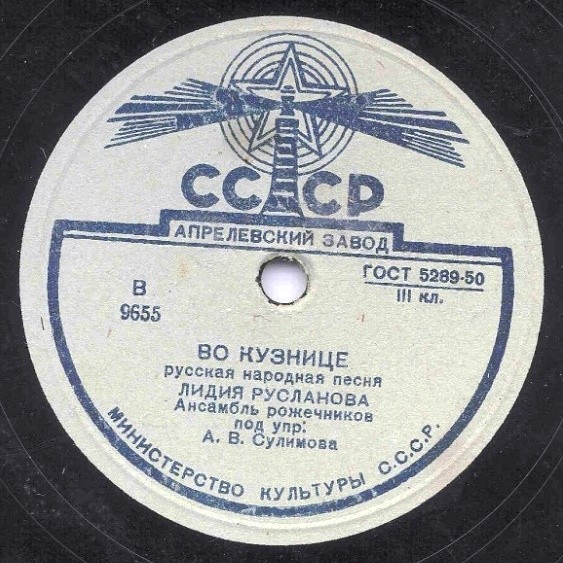 СССР
АПРЕЛЕВСКИЙ ЗАВОД
ГОСТ 5289-50
III кл.
В
9655
ВО КУЗНИЦЕ
русская народная песня
ЛИДИЯ РУСЛАНОВА
Ансамбль рожечников
под упр:
А. В. Сулимова
МИНИСТЕРСТВО КУЛЬТУРЫ С.С.С.Р.